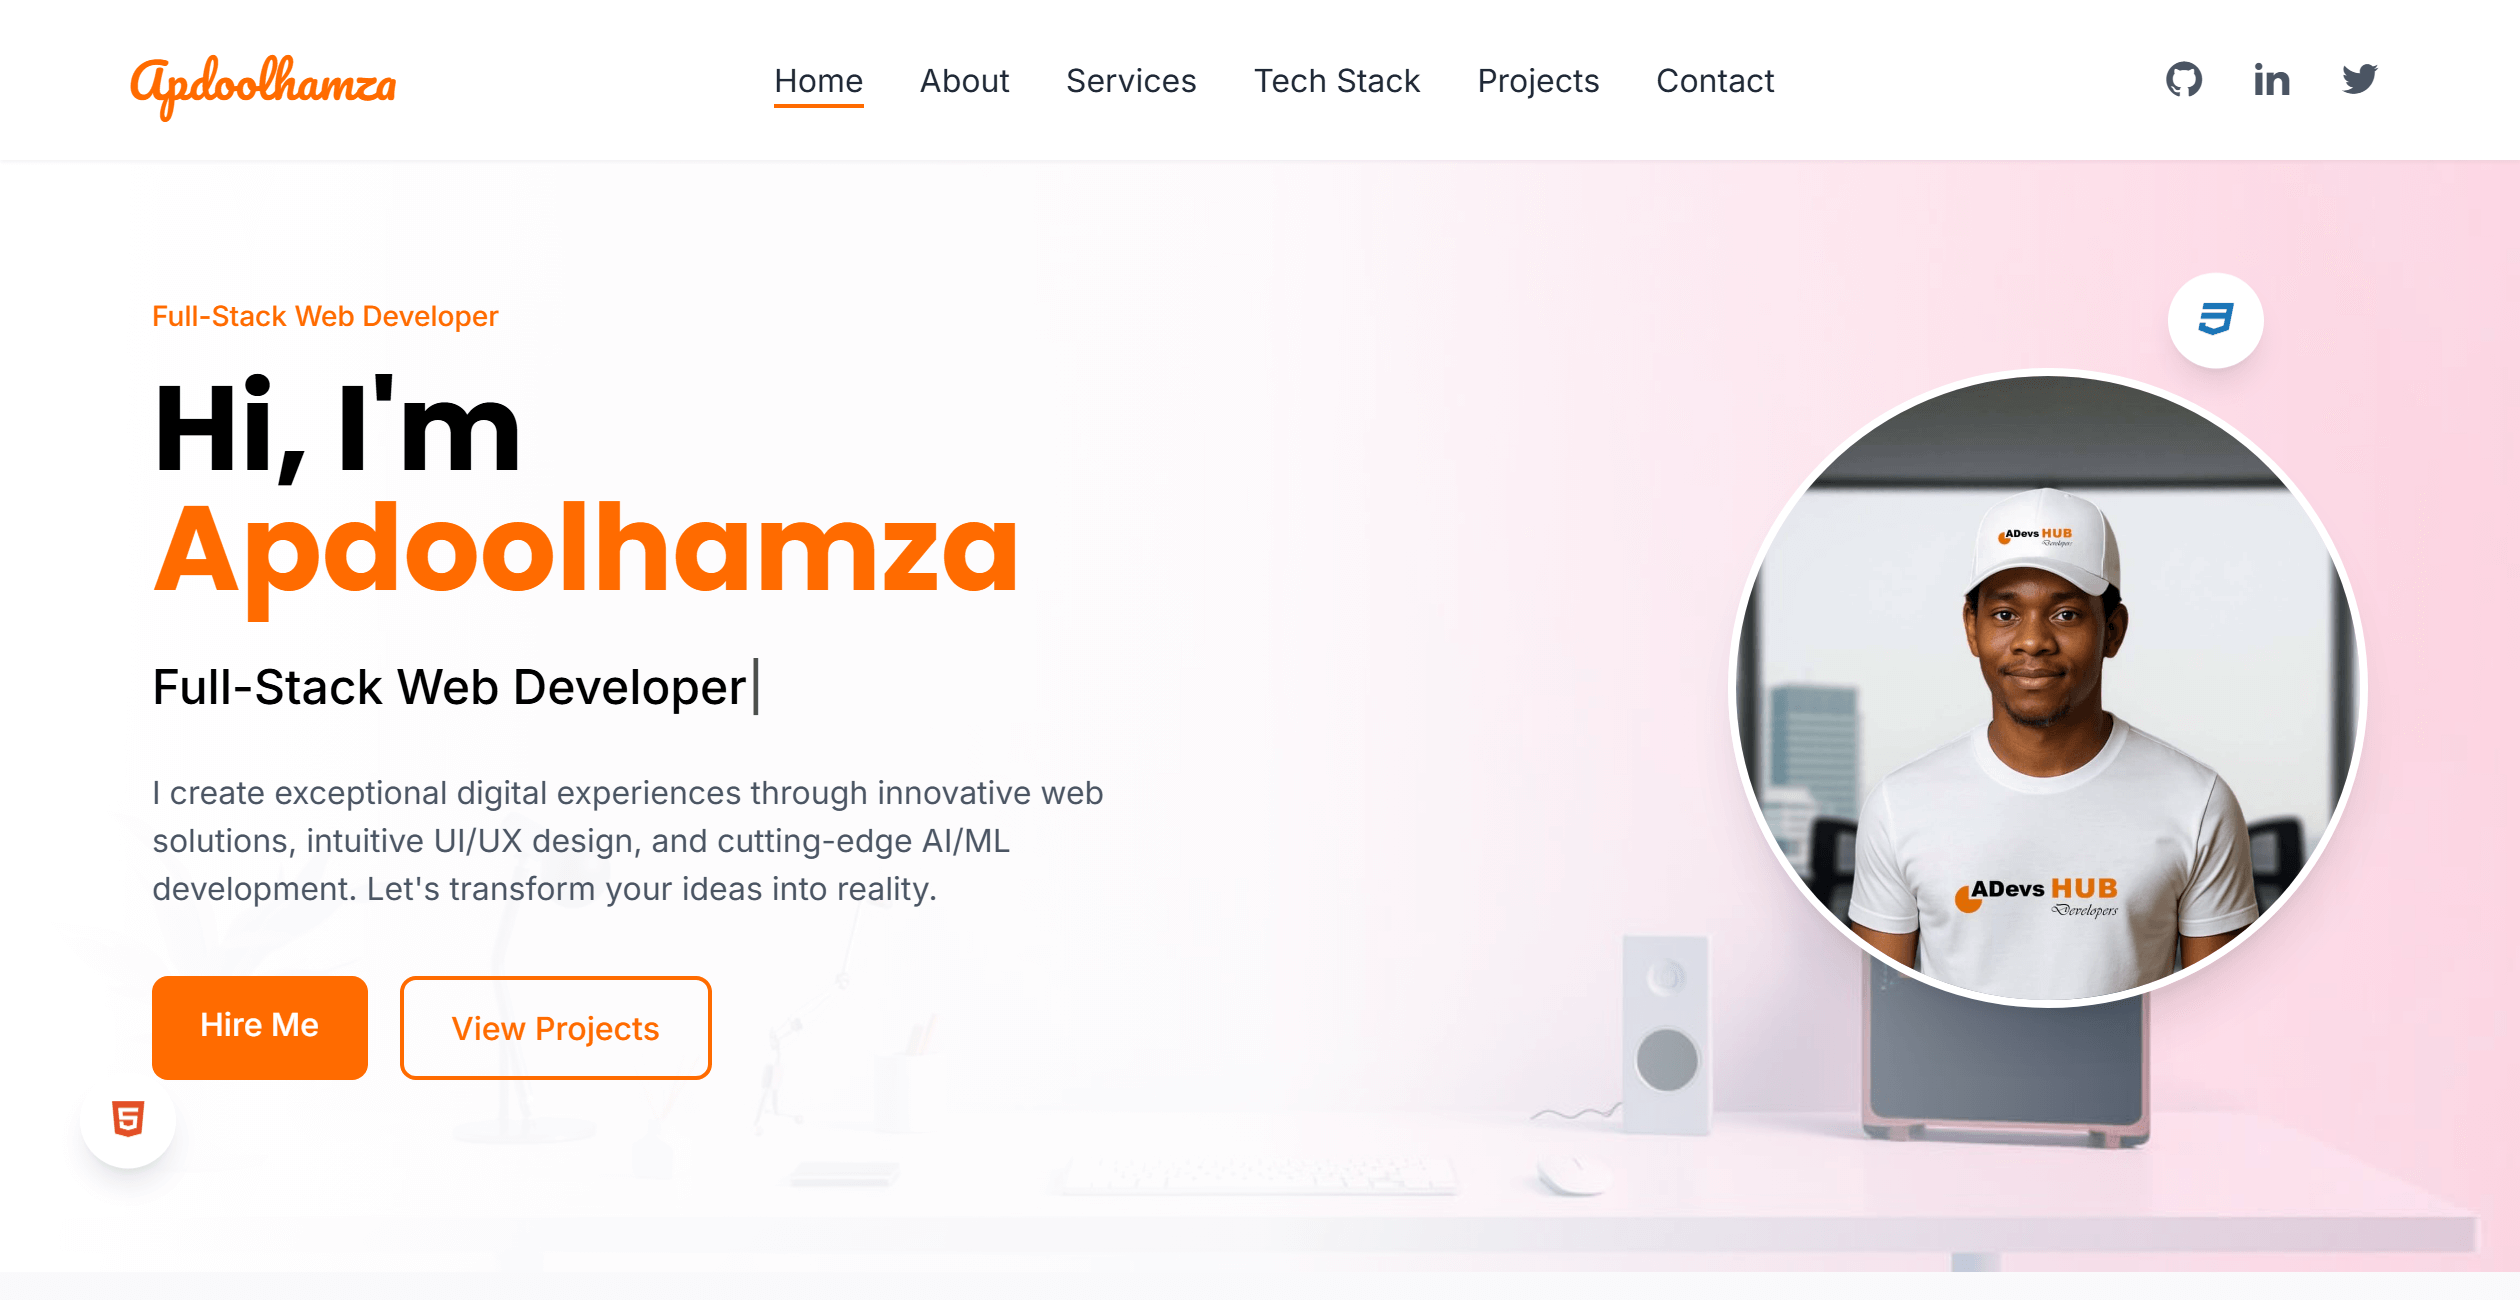 Apdoolhamza
Home About Services Tech Stack Projects Contact
in
Full-Stack Web Developer
Hi, I'm
Apdoolhamza
Full-Stack Web Developer
I create exceptional digital experiences through innovative web
solutions, intuitive UI/UX design, and cutting-edge AI/ML
development. Let's transform your ideas into reality.
Hire Me
View Projects
5
ADevs HUB
Developers
ADevs HUB
Developers